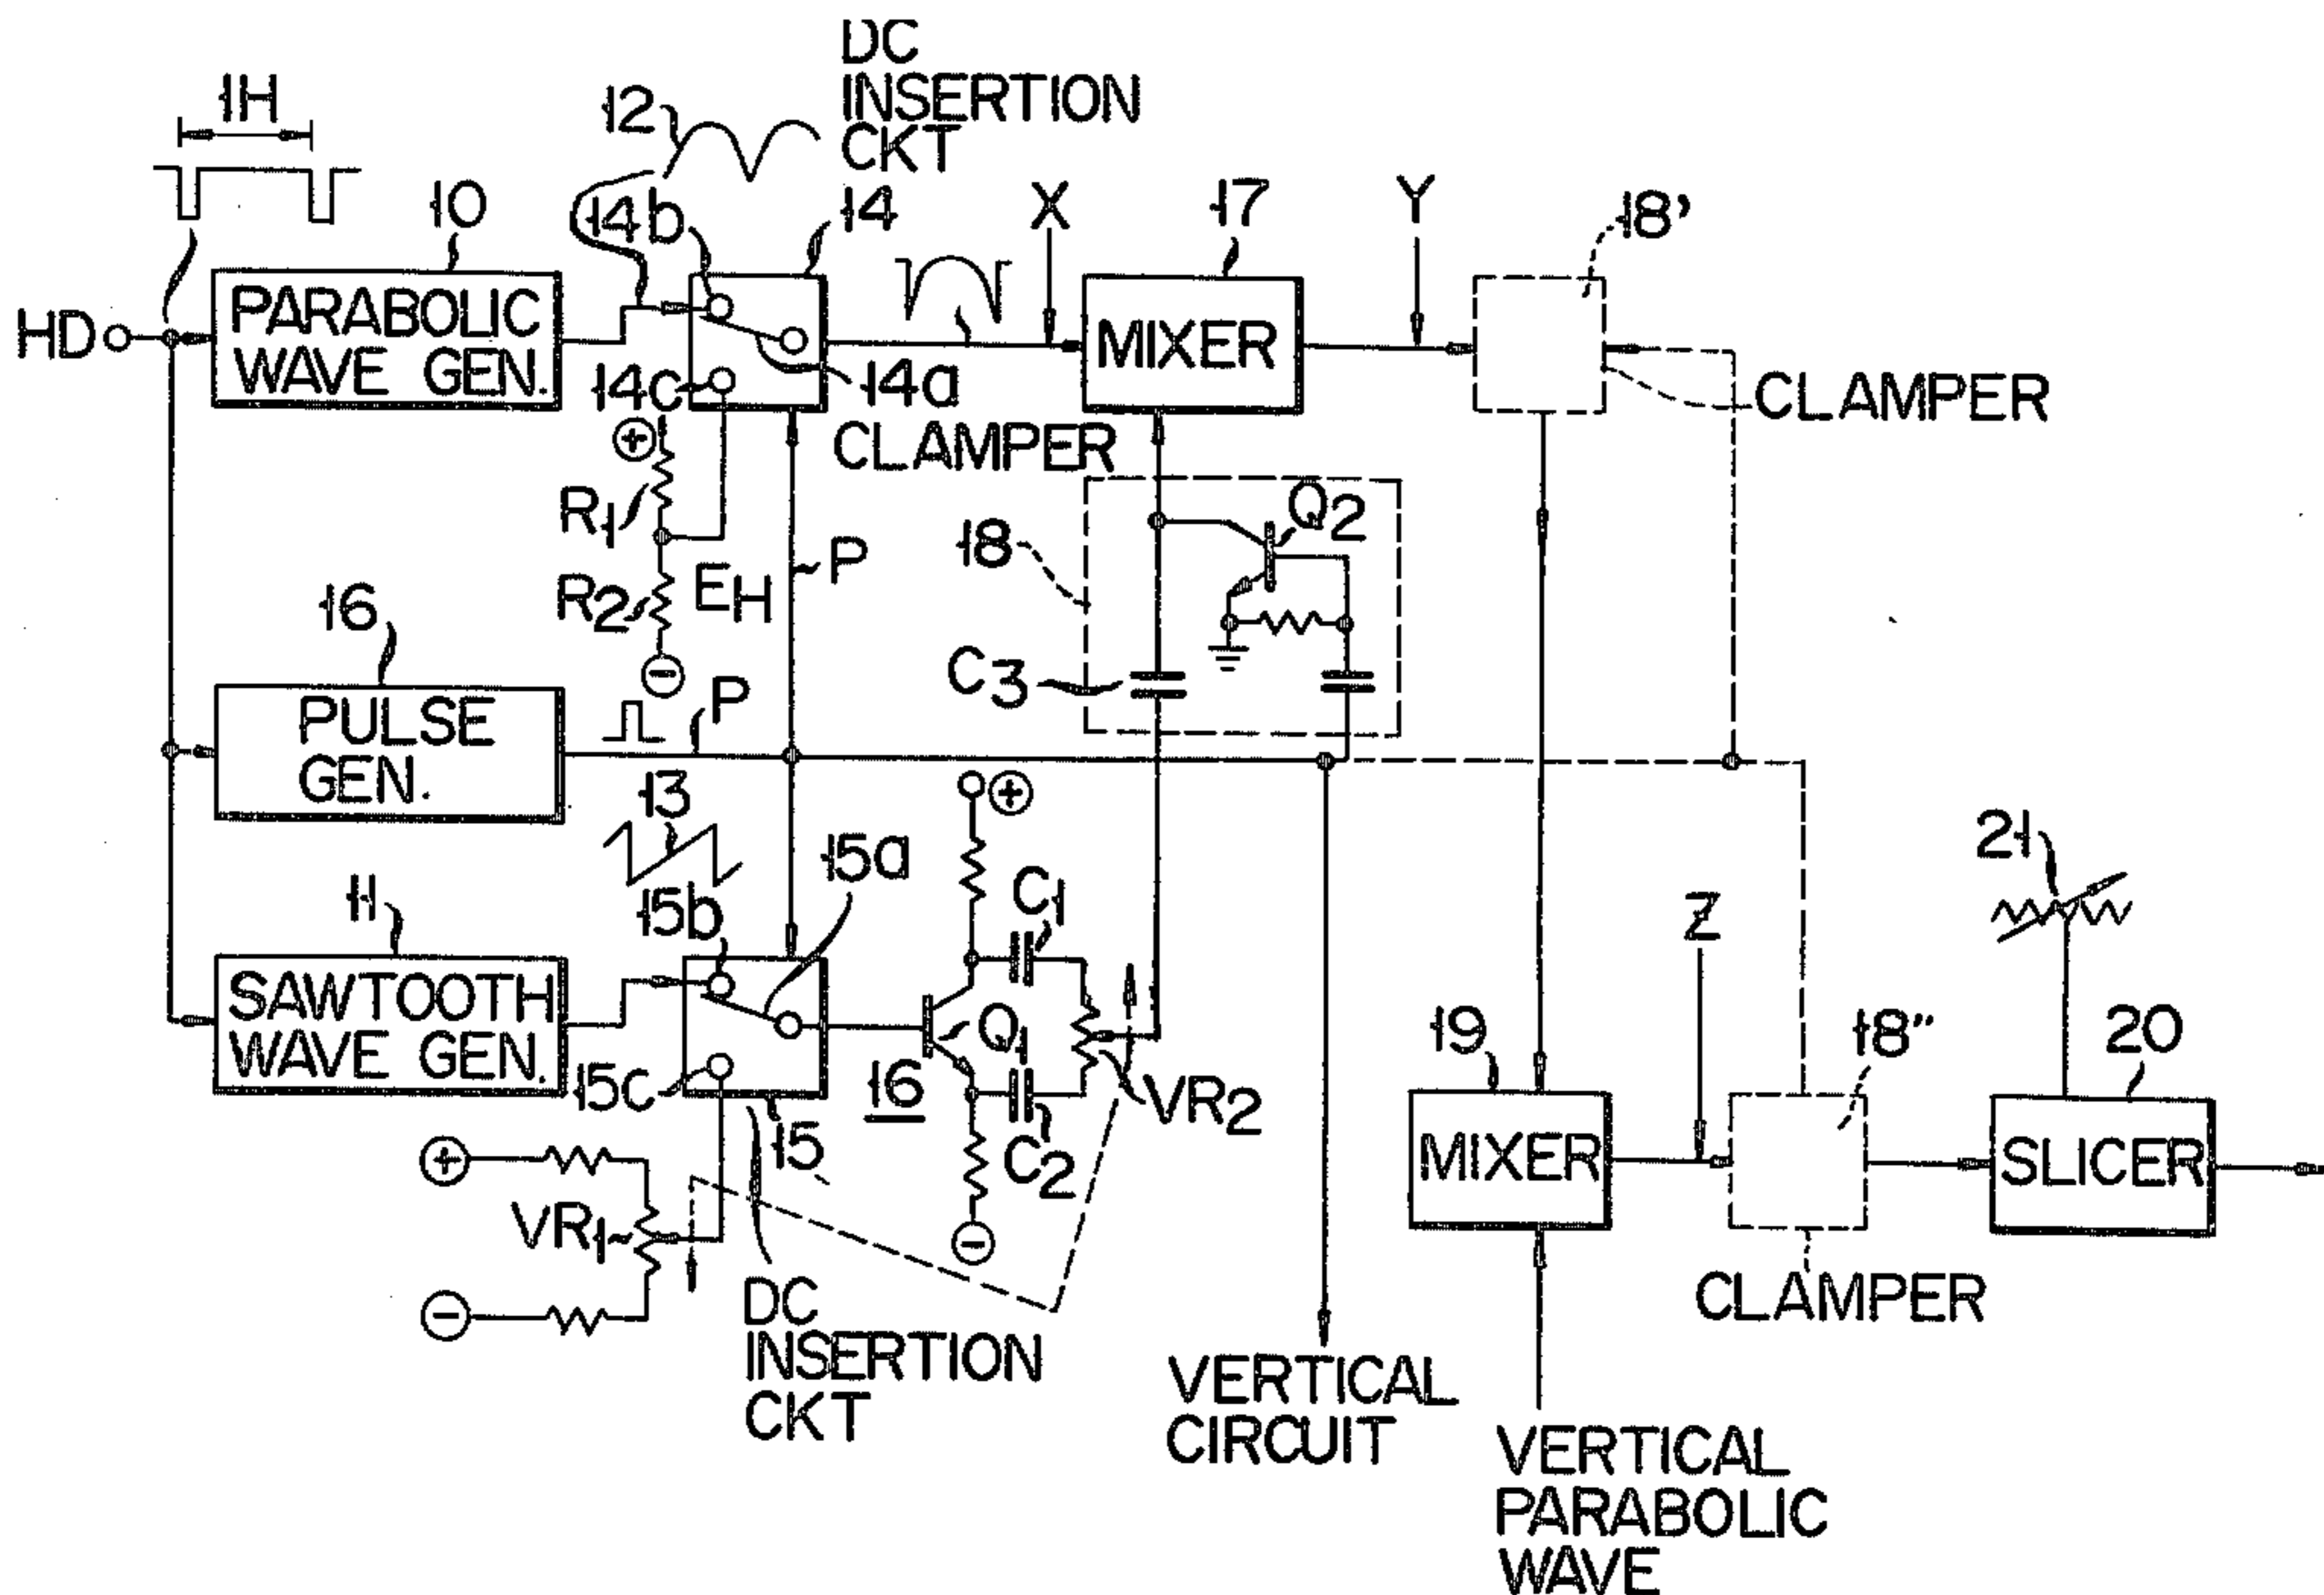 DC
INSERTION
CKT
1H
12
10
14b
14
X
17
Y
18'
HD
PARABOLIC
WAVE GEN.
MIXER
14c
14a
CLAMPER
CLAMPER
+
R1
R2
EH
P
18
Q2
−
C3
16
PULSE
GEN.
P
+
13
15b
15a
C1
21
11
Z
SAWTOOTH
WAVE GEN.
15c
Q1
16
VR2
C2
15
19
MIXER
18"
20
SLICER
+
VR1
−
−
CLAMPER
DC
INSERTION
CKT
VERTICAL
CIRCUIT
VERTICAL
PARABOLIC
WAVE